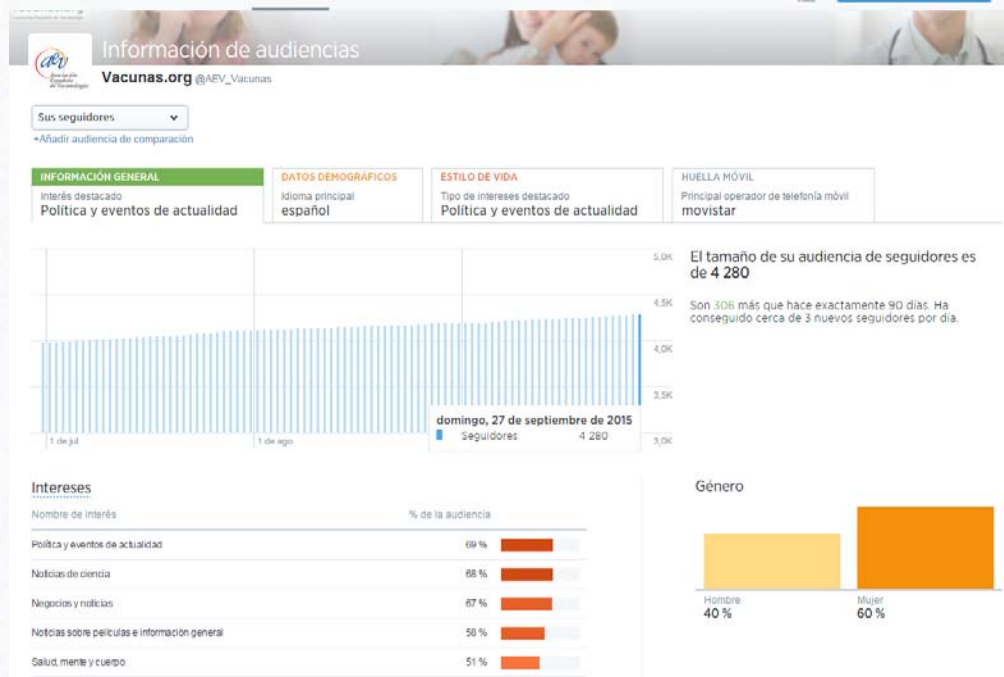 Información de audiencias
aev
Vacunas.org @AEV_Vacunas
Sus seguidores
+Añadir audiencia de comparación
INFORMACIÓN GENERAL
Interés destacado
Política y eventos de actualidad
DATOS DEMOGRÁFICOS
Idioma principal
español
ESTILO DE VIDA
Tipo de intereses destacado
Política y eventos de actualidad
HUELLA MÓVIL
Principal operador de telefonía móvil
movistar
5,0K
4,5K
4,0K
3,5K
3,0K
1 de jul
1 de ago
domingo, 27 de septiembre de 2015
Seguidores 4 280
El tamaño de su audiencia de seguidores es
de 4 280
Son 306 más que hace exactamente 90 días. Ha
conseguido cerca de 3 nuevos seguidores por día.
Intereses
Nombre de interés % de la audiencia
Política y eventos de actualidad 69 %
Noticias de ciencia 68 %
Negocios y noticias 67 %
Noticias sobre películas e información general 58 %
Salud, mente y cuerpo 51 %
Género
Hombre
40 %
Mujer
60 %